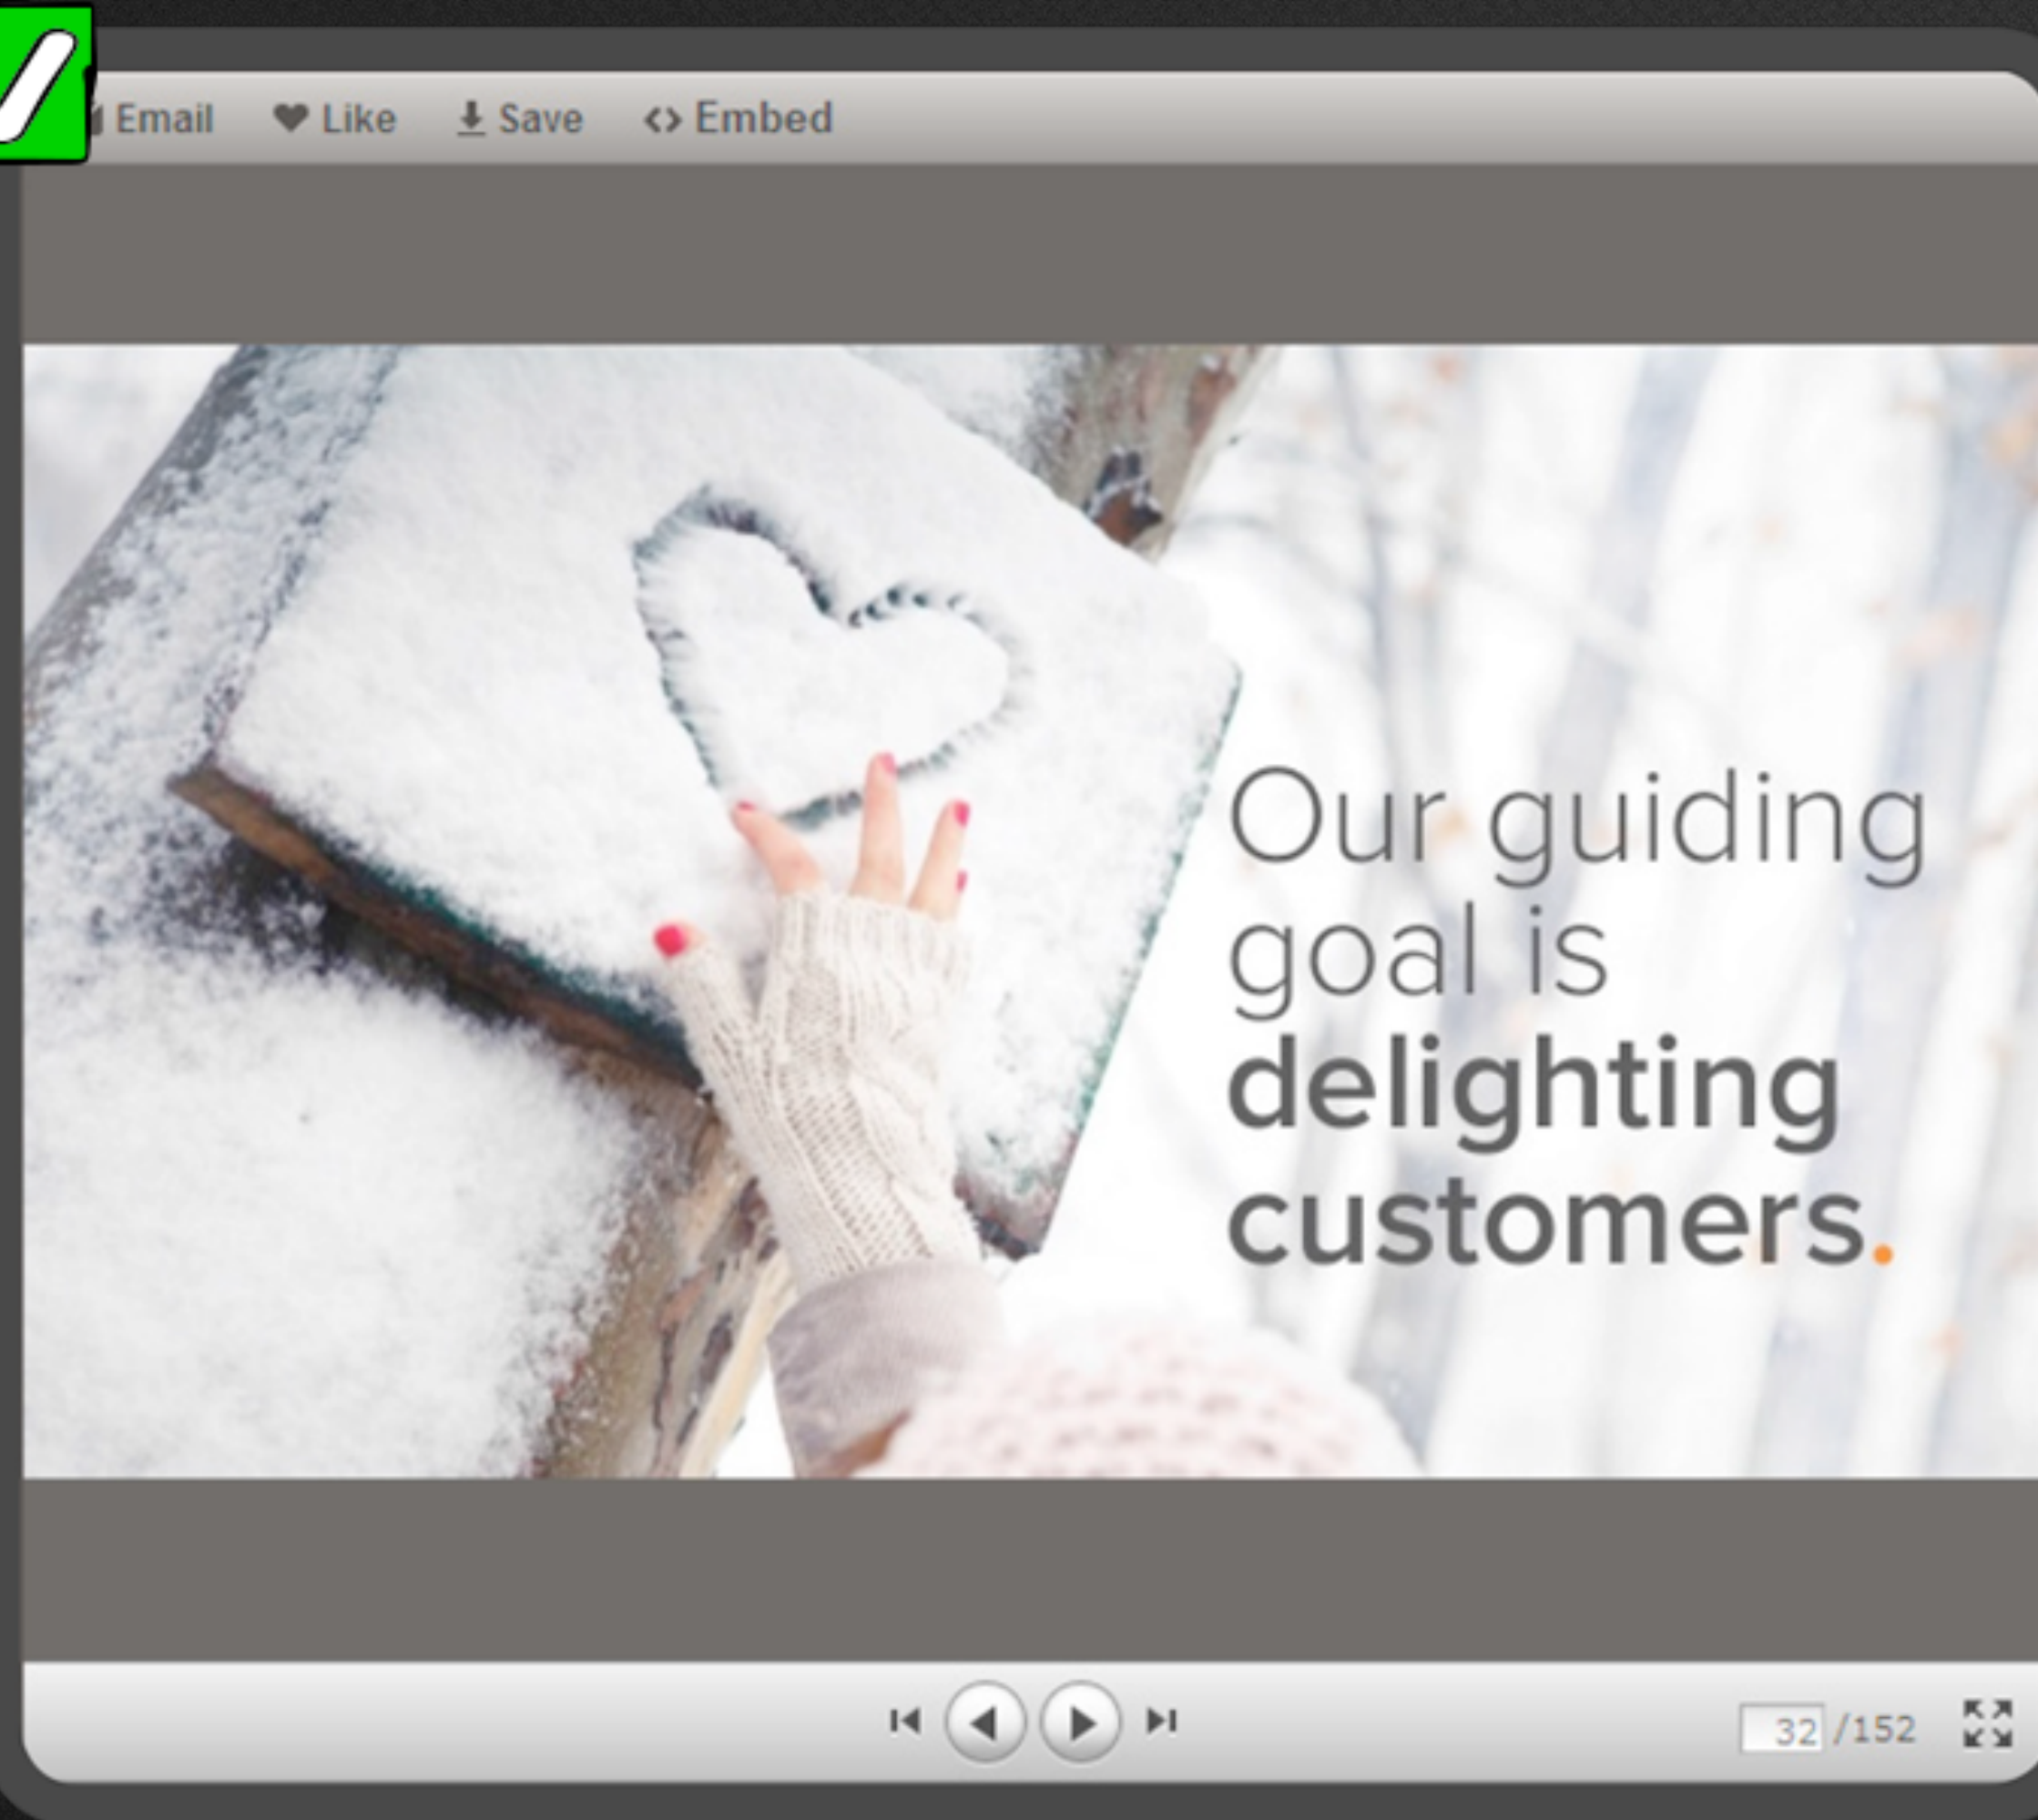 Email Like Save Embed
Our guiding
goal is
delighting
customers.
32 /152